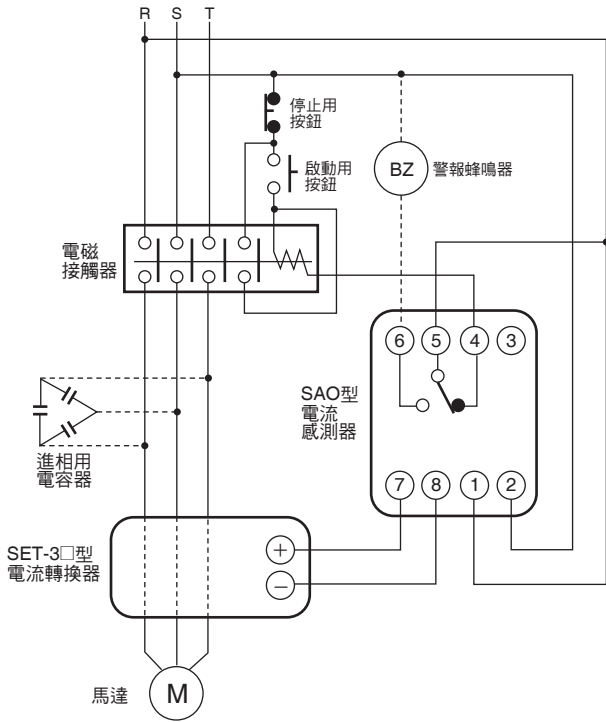 R S T
停止用
按鈕
啟動用
按鈕
BZ
警報蜂鳴器
電磁
接觸器
6 5 4 3
SAO型
電流
感測器
進相用
電容器
7 8 1 2
SET-3□型
電流轉換器
+
−
馬達
M